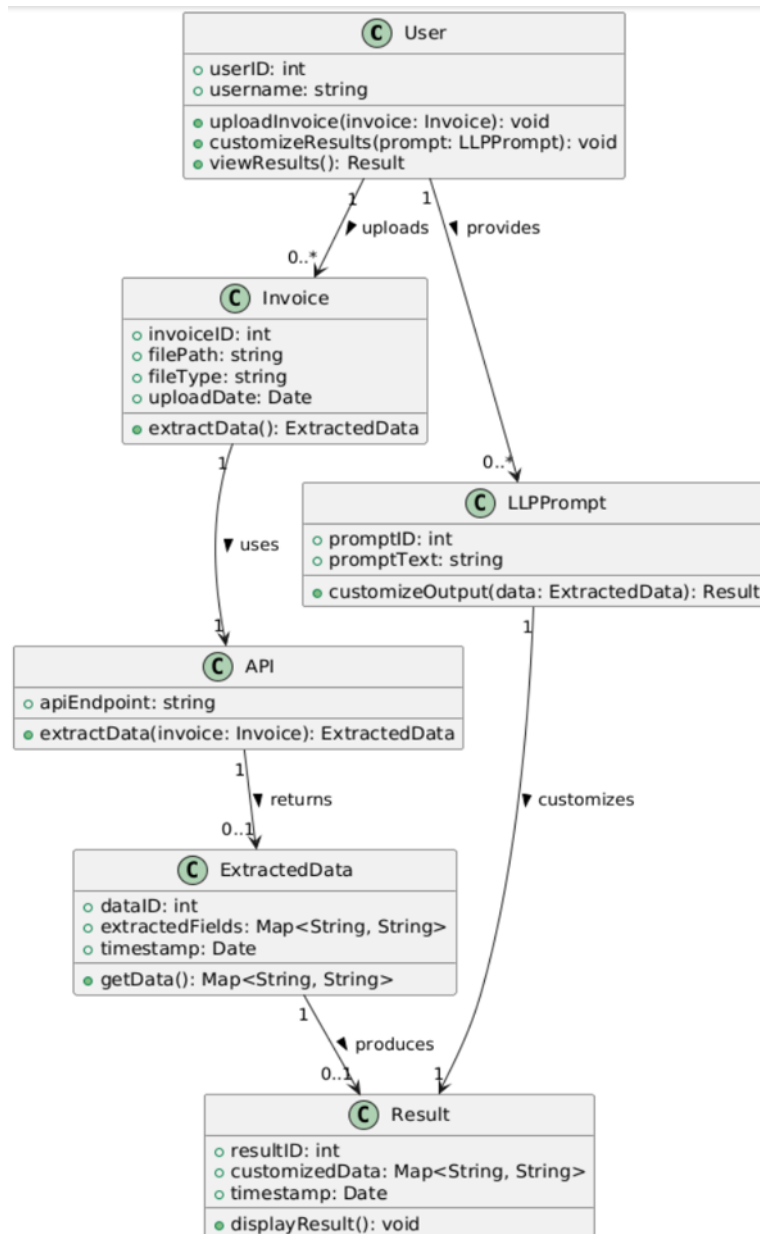 C User
userID: int
username: string
uploadInvoice(invoice: Invoice): void
customizeResults(prompt: LLPPrompt): void
viewResults(): Result
1 1
uploads provides
0..*
C Invoice
invoiceID: int
filePath: string
fileType: string
uploadDate: Date
extractData(): ExtractedData
1 0..*
C LLPPrompt
promptID: int
promptText: string
customizeOutput(data: ExtractedData): Result
uses
1 1
C API
apiEndpoint: string
extractData(invoice: Invoice): ExtractedData
1
returns customizes
0..1
C ExtractedData
dataID: int
extractedFields: Map<String, String>
timestamp: Date
getData(): Map<String, String>
1
produces
0..1 1
C Result
resultID: int
customizedData: Map<String, String>
timestamp: Date
displayResult(): void